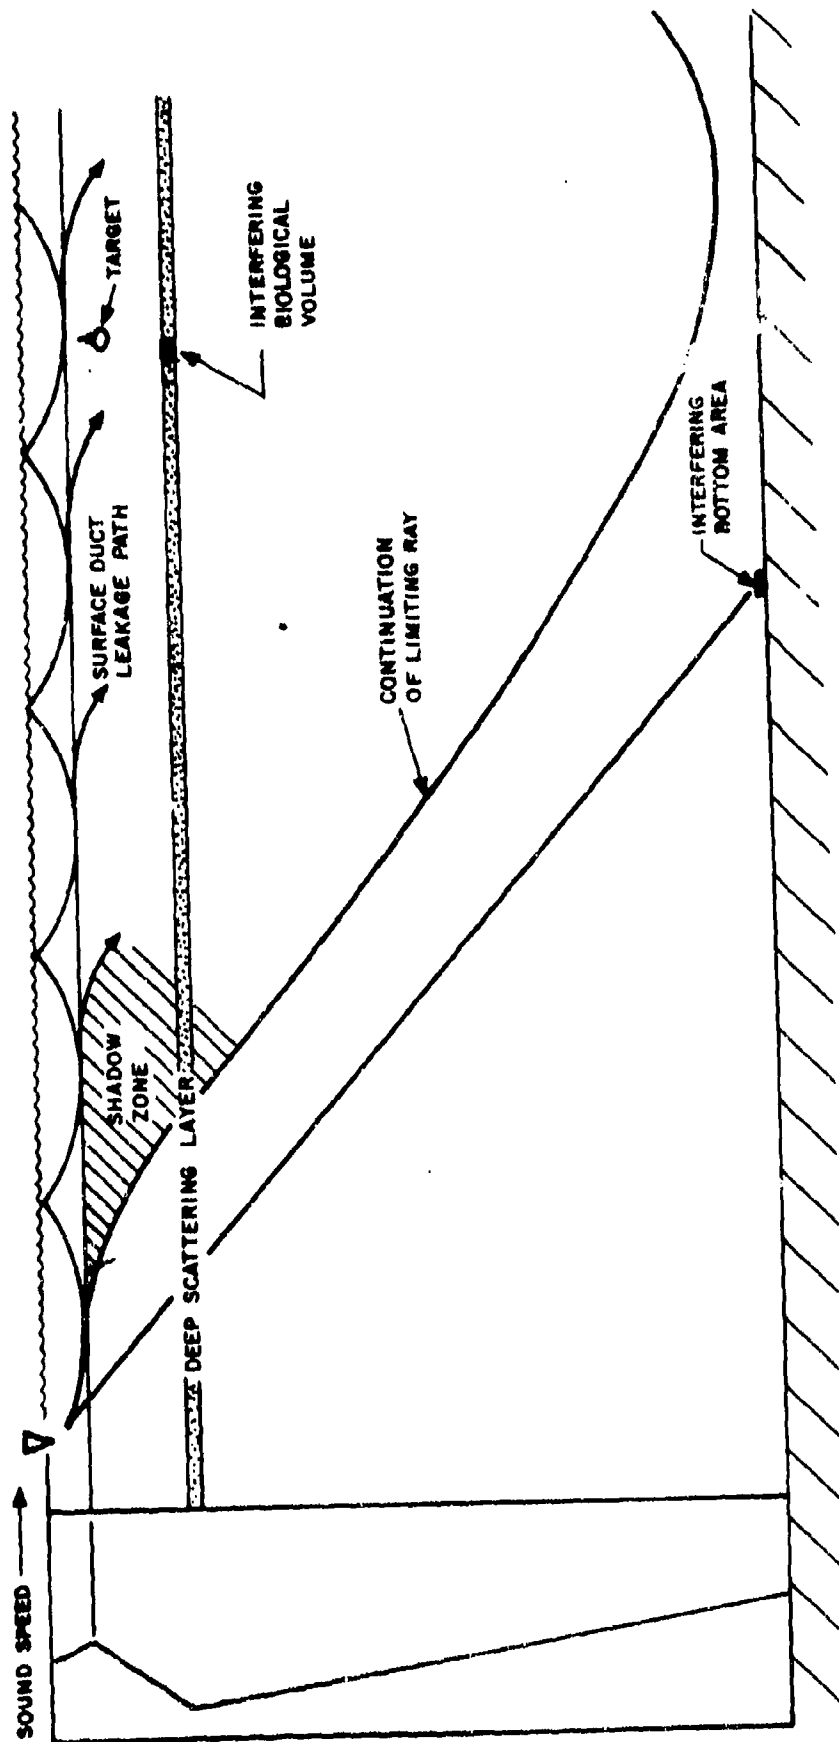 SOUND SPEED
SURFACE DUCT
LEAKAGE PATH
TARGET
SHADOW
ZONE
DEEP SCATTERING LAYER
INTERFERING
BIOLOGICAL
VOLUME
CONTINUATION
OF LIMITING RAY
INTERFERING
BOTTOM AREA